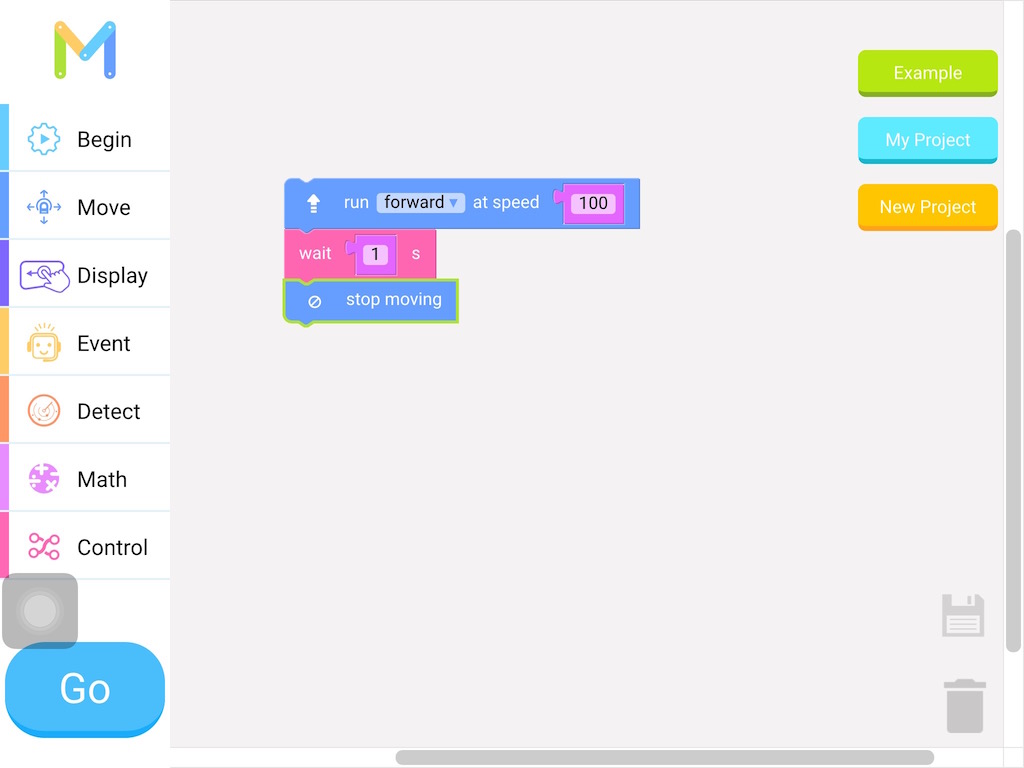 Begin
Move
Display
Event
Detect
Math
Control
Go
run forward at speed 100
wait 1 s
stop moving
Example
My Project
New Project